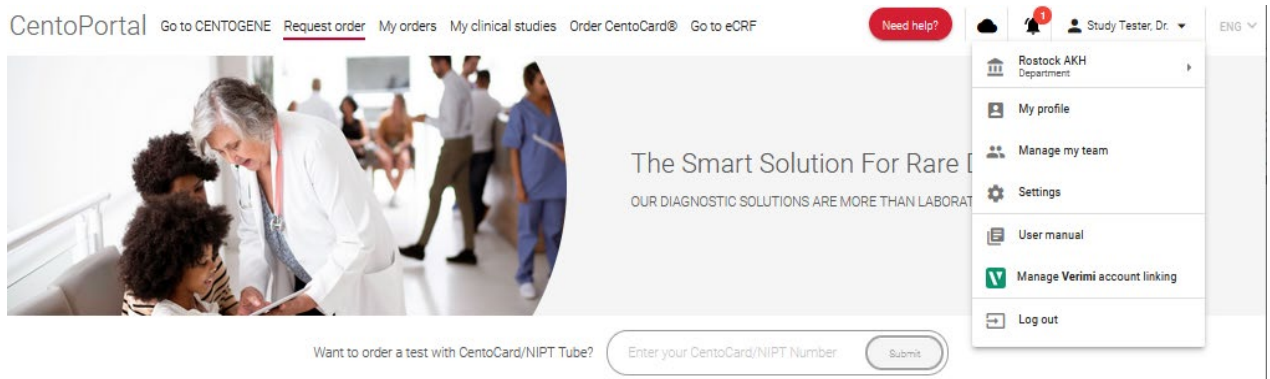 CentoPortal Go to CENTOGENE Request order My orders My clinical studies Order CentoCard® Go to eCRF Need help? 1 Study Tester, Dr. ENG
Rostock AKH
Department
My profile
Manage my team
Settings
User manual
Manage Verimi account linking
Log out
The Smart Solution For Rare
OUR DIAGNOSTIC SOLUTIONS ARE MORE THAN LABORAT
Want to order a test with CentoCard/NIPT Tube? Enter your CentoCard/NIPT Number Submit